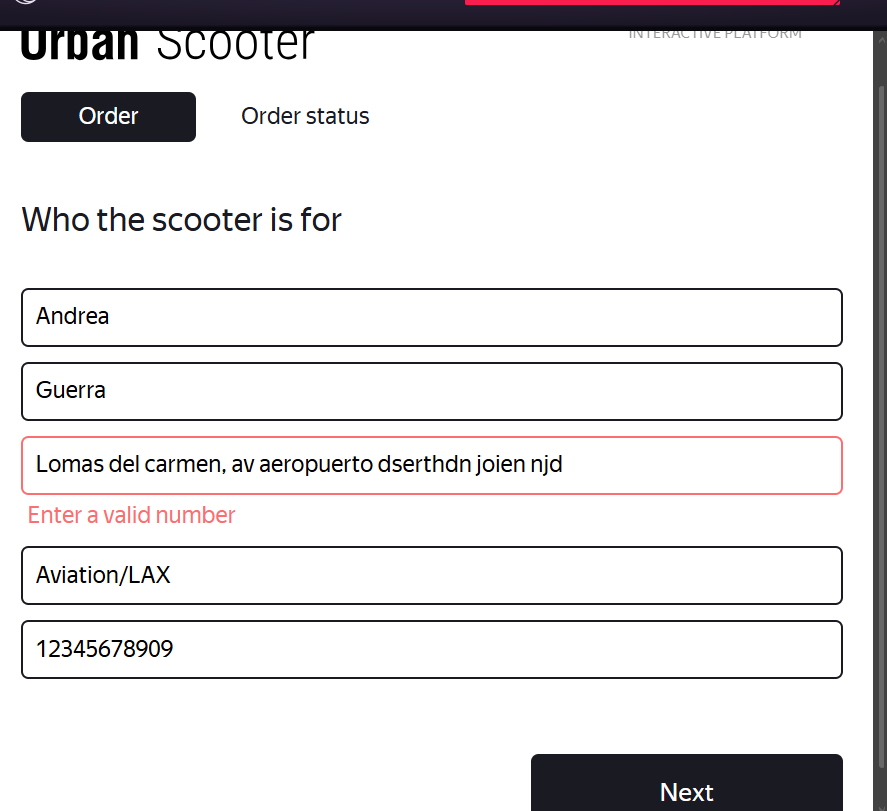 Urban Scooter
INTERACTIVE PLATFORM
Order
Order status
Who the scooter is for
Andrea
Guerra
Lomas del carmen, av aeropuerto dserthdn joien njd
Enter a valid number
Aviation/LAX
12345678909
Next